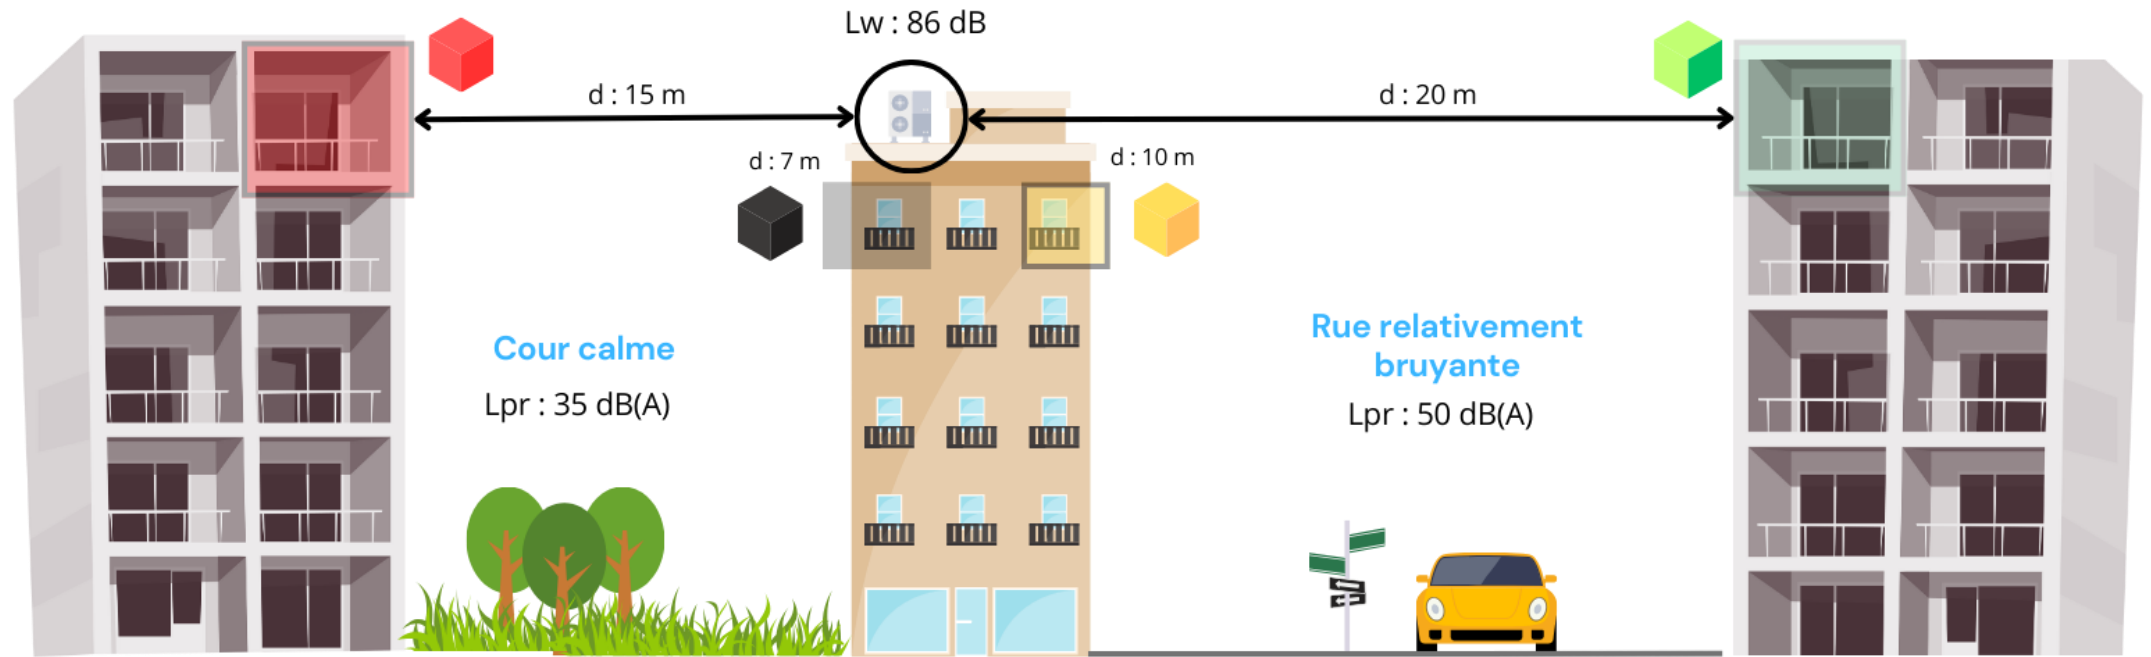 Lw : 86 dB
d : 15 m
d : 20 m
d : 7 m
d : 10 m
Cour calme
Lpr : 35 dB(A)
Rue relativement
bruyante
Lpr : 50 dB(A)